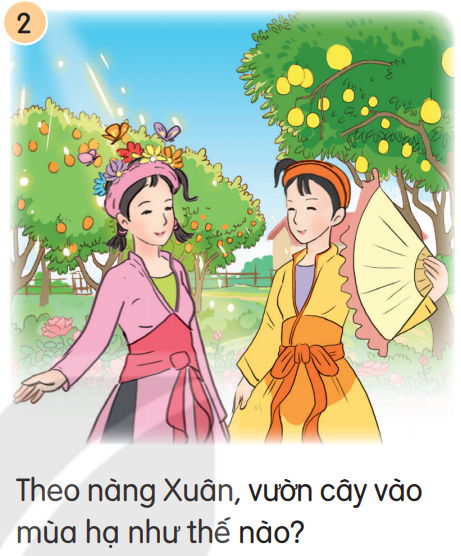 2
Theo nàng Xuân, vườn cây vào
mùa hạ như thế nào?